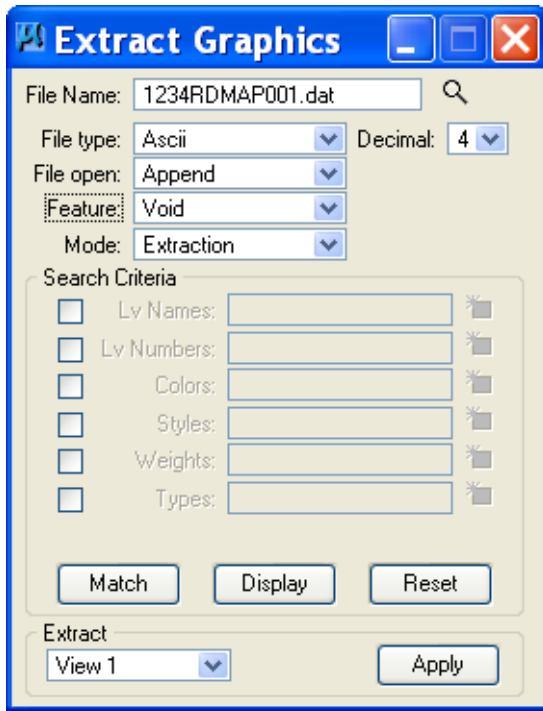 Extract Graphics
File Name: 1234RDMAP001.dat
File type: Ascii Decimal: 4
File open: Append
Feature: Void
Mode: Extraction
Search Criteria
Lv Names:
Lv Numbers:
Colors:
Styles:
Weights:
Types:
Match Display Reset
Extract
View 1 Apply